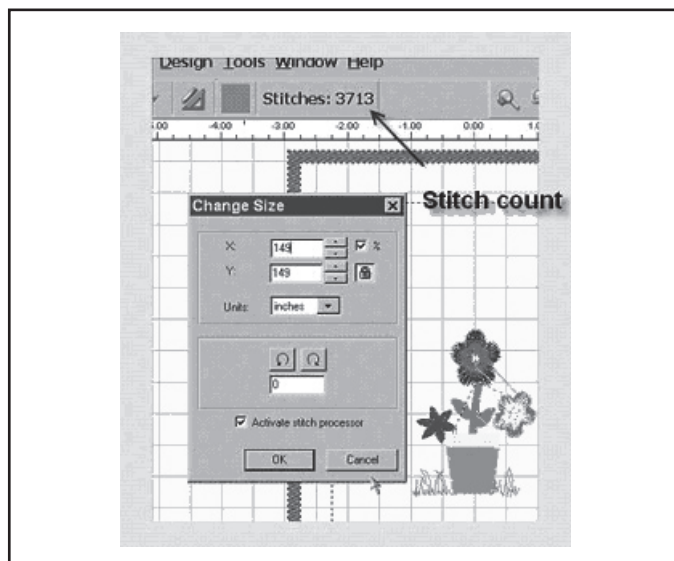 Design Tools Window Help
Stitches: 3713
-4.00 -3.00 -2.00 -1.00 0.00
Stitch count
Change Size
X: 149 %
Y: 149
Units: inches
0
Activate stitch processor
OK Cancel